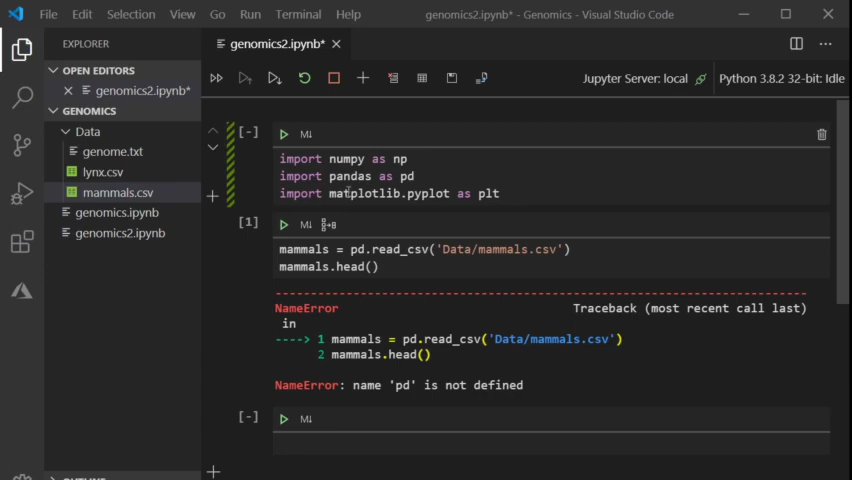 File Edit Selection View Go Run Terminal Help genomics2.ipynb* - Genomics - Visual Studio Code
EXPLORER
genomics2.ipynb*
OPEN EDITORS
genomics2.ipynb*
GENOMICS
Data
genome.txt
lynx.csv
mammals.csv
genomics.ipynb
genomics2.ipynb
Jupyter Server: local Python 3.8.2 32-bit: Idle
[-] M↓
import numpy as np
import pandas as pd
import matplotlib.pyplot as plt
[1] M↓
mammals = pd.read_csv('Data/mammals.csv')
mammals.head()
---------------------------------------------------------------------------
NameError Traceback (most recent call last)
in
----> 1 mammals = pd.read_csv('Data/mammals.csv')
2 mammals.head()
NameError: name 'pd' is not defined
[-] M↓